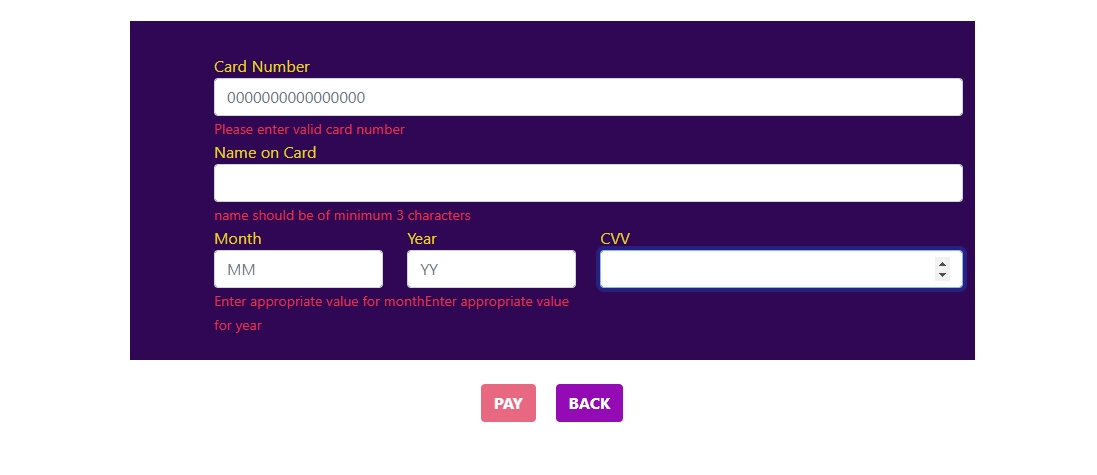 Card Number
0000000000000000
Please enter valid card number
Name on Card
name should be of minimum 3 characters
Month Year CVV
MM YY
Enter appropriate value for monthEnter appropriate value
for year
PAY BACK